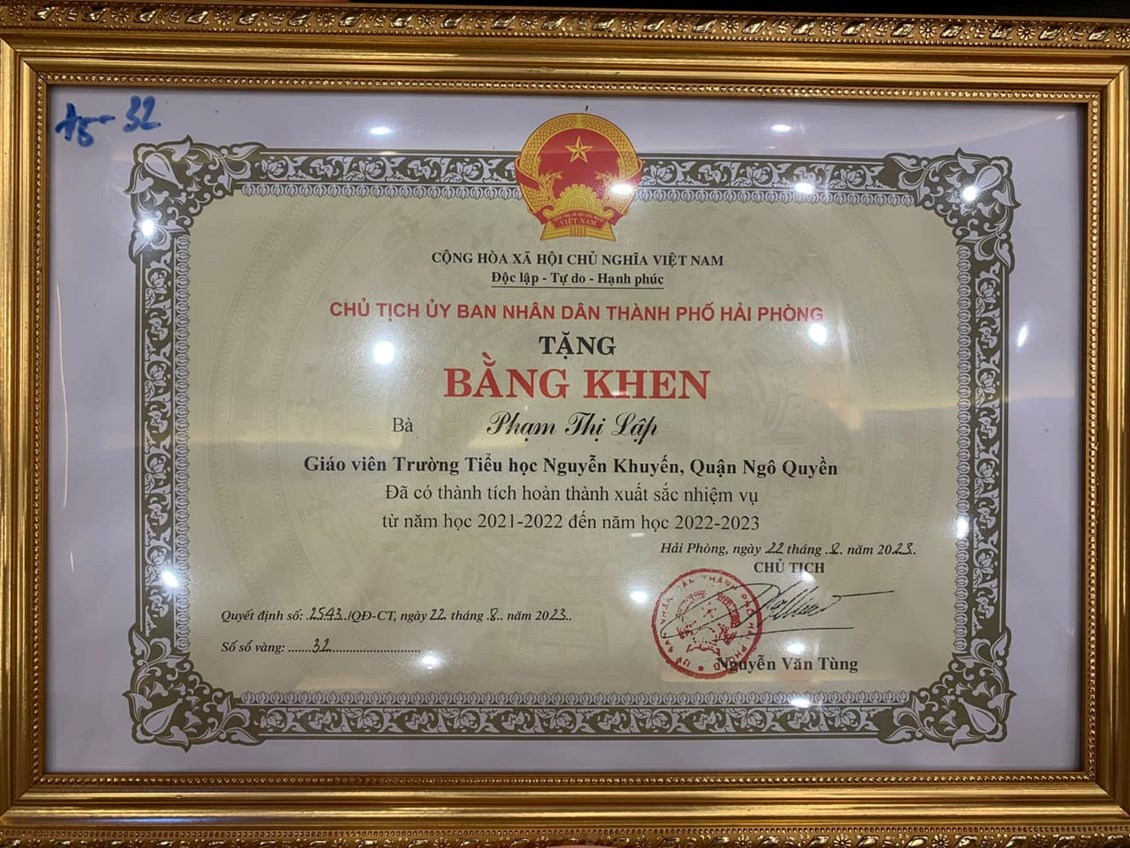 A5-32
VIỆT NAM
CỘNG HÒA XÃ HỘI CHỦ NGHĨA VIỆT NAM
Độc lập - Tự do - Hạnh phúc
CHỦ TỊCH ỦY BAN NHÂN DÂN THÀNH PHỐ HẢI PHÒNG
TẶNG
BẰNG KHEN
Bà Phạm Thị Lập
Giáo viên Trường Tiểu học Nguyễn Khuyến, Quận Ngô Quyền
Đã có thành tích hoàn thành xuất sắc nhiệm vụ
từ năm học 2021-2022 đến năm học 2022-2023
Hải Phòng, ngày 22 tháng .8. năm 2023.
CHỦ TỊCH
Quyết định số: .2543./QĐ-CT, ngày 22. tháng .8.. năm 2023..
Số sổ vàng: .......32.......................
Nguyễn Văn Tùng